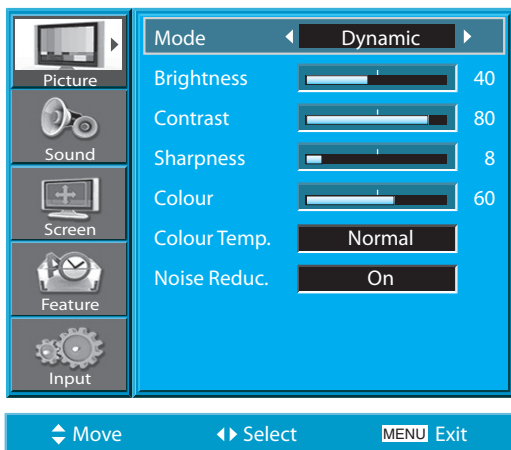 Picture
Sound
Screen
Feature
Input
Mode Dynamic
Brightness 40
Contrast 80
Sharpness 8
Colour 60
Colour Temp. Normal
Noise Reduc. On
Move Select MENU Exit